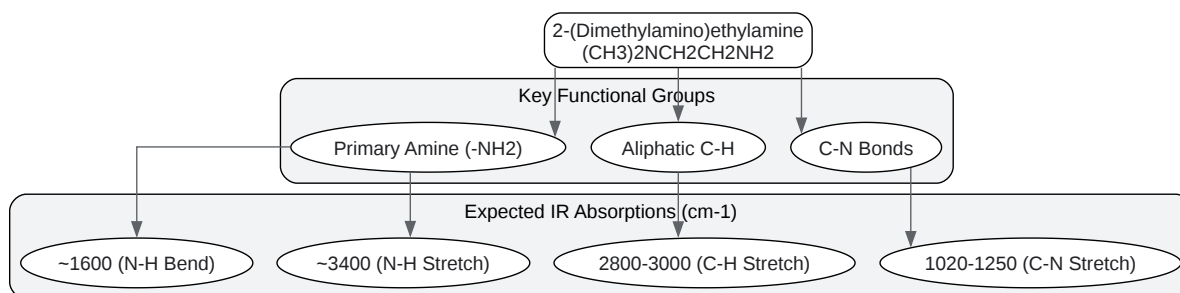 2-(Dimethylamino)ethylamine
(CH3)2NCH2CH2NH2
Key Functional Groups
Primary Amine (-NH2)
Aliphatic C-H
C-N Bonds
Expected IR Absorptions (cm-1)
~1600 (N-H Bend)
~3400 (N-H Stretch)
2800-3000 (C-H Stretch)
1020-1250 (C-N Stretch)